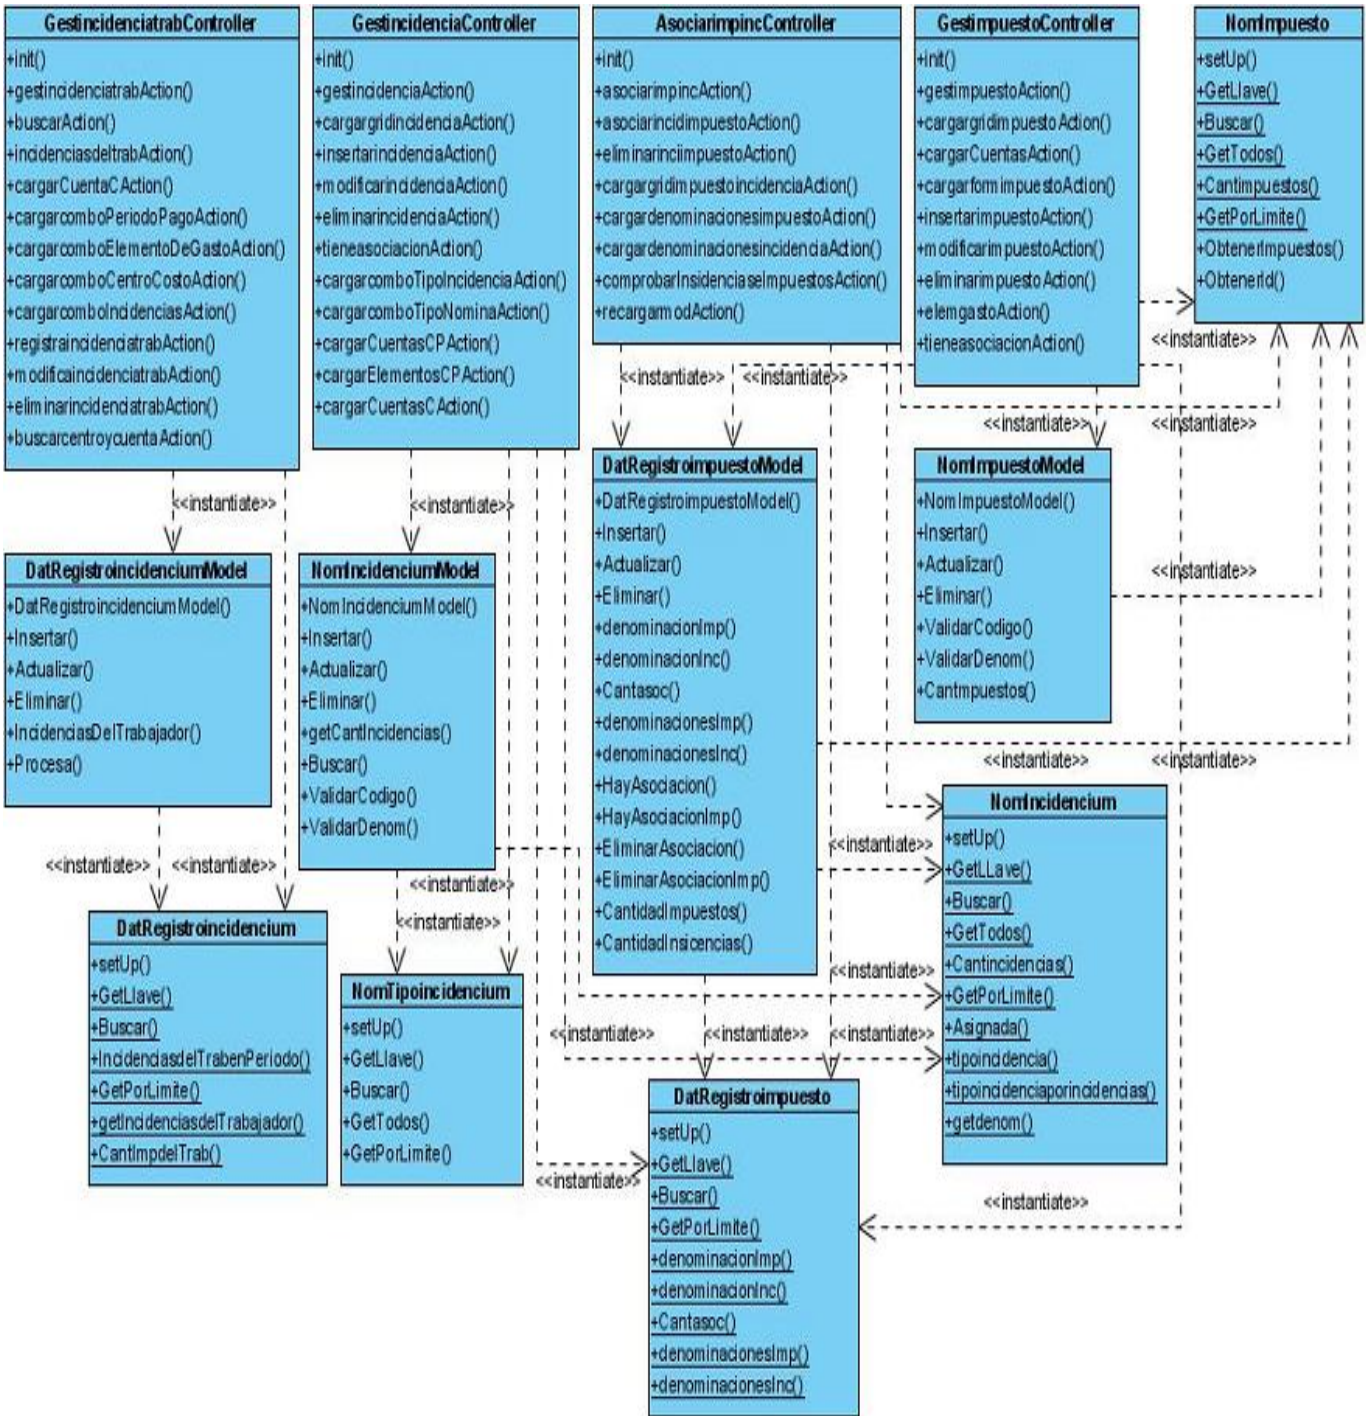 GestincidenciatrabController
+init()
+gestincidenciatrabAction()
+buscarAction()
+incidenciasdeltrabAction()
+cargarCuentaCAction()
+cargarcomboPeriodoPagoAction()
+cargarcomboElementoDeGastoAction()
+cargarcomboCentroCostoAction()
+cargarcomboIncidenciasAction()
+registraincidenciatrabAction()
+modificaincidenciatrabAction()
+eliminarincidenciatrabAction()
+buscarcentroycuentaAction()
GestincidenciaController
+init()
+gestincidenciaAction()
+cargargridincidenciaAction()
+insertarincidenciaAction()
+modificarincidenciaAction()
+eliminarincidenciaAction()
+tieneasociacionAction()
+cargarcomboTipoIncidenciaAction()
+cargarcomboTipoNominaAction()
+cargarCuentasCPAction()
+cargarElementosCPAction()
+cargarCuentasCAction()
AsociarimpincController
+init()
+asociarimpincAction()
+asociarincidimpuestoAction()
+eliminarinciimpuestoAction()
+cargargridimpuestoincidenciaAction()
+cargardenominacionesimpuestoAction()
+cargardenominacionesincidenciaAction()
+comprobarInsidenciaseImpuestosAction()
+recargarmodAction()
GestimpuestoController
+init()
+gestimpuestoAction()
+cargargridimpuestoAction()
+cargarCuentasAction()
+cargarformimpuestoAction()
+insertarimpuestoAction()
+modificarimpuestoAction()
+eliminarimpuestoAction()
+elemgastoAction()
+tieneasociacionAction()
NomImpuesto
+setUp()
+GetLlave()
+Buscar()
+GetTodos()
+Cantimpuestos()
+GetPorLimite()
+ObtenerImpuestos()
+ObtenerId()
<<instantiate>>
<<instantiate>>
<<instantiate>>
<<instantiate>>
<<instantiate>>
<<instantiate>>
<<instantiate>>
DatRegistroincidenciumModel
+DatRegistroincidenciumModel()
+Insertar()
+Actualizar()
+Eliminar()
+IncidenciasDelTrabajador()
+Procesa()
NomIncidenciumModel
+NomIncidenciumModel()
+Insertar()
+Actualizar()
+Eliminar()
+getCantIncidencias()
+Buscar()
+ValidarCodigo()
+ValidarDenom()
DatRegistroimpuestoModel
+DatRegistroimpuestoModel()
+Insertar()
+Actualizar()
+Eliminar()
+denominacionImp()
+denominacionInc()
+Cantasoc()
+denominacionesImp()
+denominacionesInc()
+HayAsociacion()
+HayAsociacionImp()
+EliminarAsociacion()
+EliminarAsociacionImp()
+CantidadImpuestos()
+CantidadInsicencias()
NomImpuestoModel
+NomImpuestoModel()
+Insertar()
+Actualizar()
+Eliminar()
+ValidarCodigo()
+ValidarDenom()
+Cantmpuestos()
<<instantiate>>
<<instantiate>>
<<instantiate>>
<<instantiate>>
<<instantiate>>
<<instantiate>>
<<instantiate>>
<<instantiate>>
DatRegistroincidencium
+setUp()
+GetLlave()
+Buscar()
+IncidenciasdelTrabenPeriodo()
+GetPorLimite()
+getIncidenciasdelTrabajador()
+CantImpdelTrab()
NomTipoincidencium
+setUp()
+GetLlave()
+Buscar()
+GetTodos()
+GetPorLimite()
NomIncidencium
+setUp()
+GetLLave()
+Buscar()
+GetTodos()
+Cantincidencias()
+GetPorLimite()
+Asignada()
+tipoincidencia()
+tipoincidenciaporincidencias()
+getdenom()
<<instantiate>>
<<instantiate>>
<<instantiate>>
<<instantiate>>
<<instantiate>>
<<instantiate>>
DatRegistroimpuesto
+setUp()
+GetLlave()
+Buscar()
+GetPorLimite()
+denominacionImp()
+denominacionInc()
+Cantasoc()
+denominacionesImp()
+denominacionesInc()